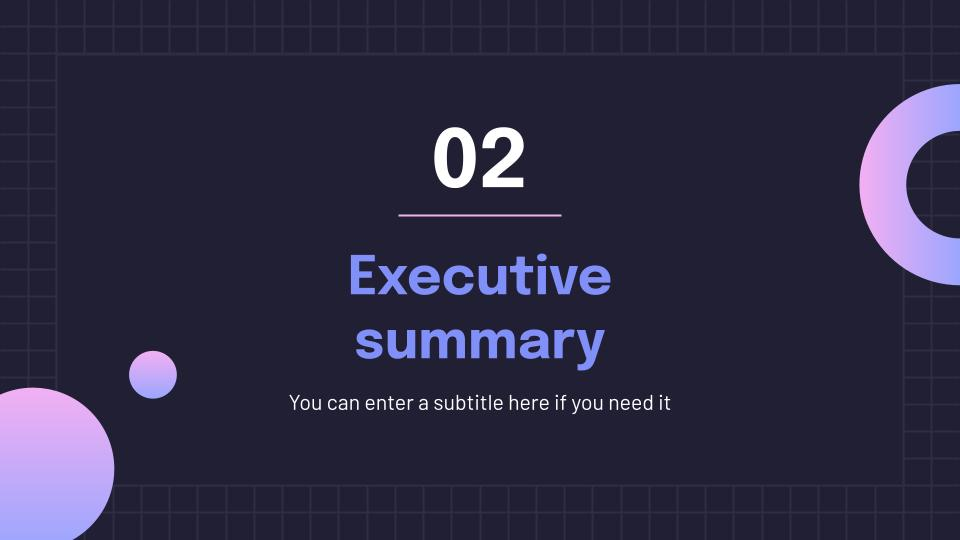 02
Executive
summary
You can enter a subtitle here if you need it